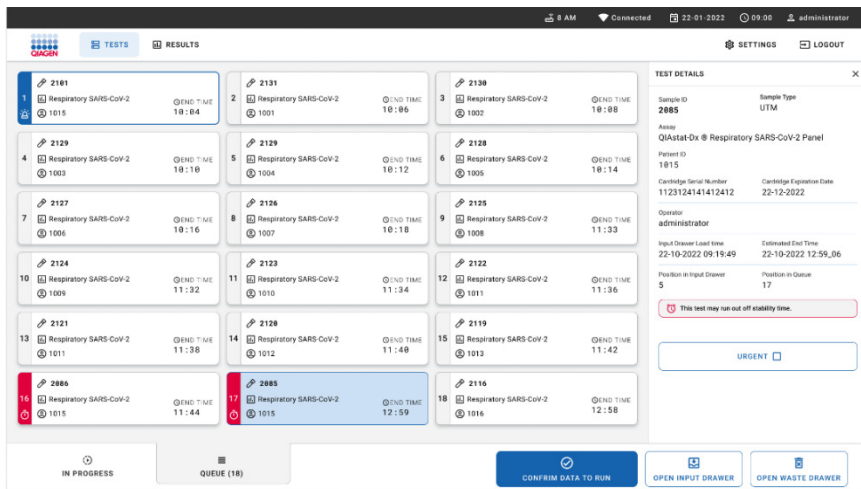 8 AM Connected 22-01-2022 09:00 administrator
QIAGEN TESTS RESULTS SETTINGS LOGOUT
1 2101
Respiratory SARS-CoV-2 END TIME
1015 10:04
2 2131
Respiratory SARS-CoV-2 END TIME
1001 10:06
3 2130
Respiratory SARS-CoV-2 END TIME
1002 10:08
4 2129
Respiratory SARS-CoV-2 END TIME
1003 10:10
5 2129
Respiratory SARS-CoV-2 END TIME
1004 10:12
6 2128
Respiratory SARS-CoV-2 END TIME
1005 10:14
7 2127
Respiratory SARS-CoV-2 END TIME
1006 10:16
8 2126
Respiratory SARS-CoV-2 END TIME
1007 10:18
9 2125
Respiratory SARS-CoV-2 END TIME
1008 11:33
10 2124
Respiratory SARS-CoV-2 END TIME
1009 11:32
11 2123
Respiratory SARS-CoV-2 END TIME
1010 11:34
12 2122
Respiratory SARS-CoV-2 END TIME
1011 11:36
13 2121
Respiratory SARS-CoV-2 END TIME
1011 11:38
14 2120
Respiratory SARS-CoV-2 END TIME
1012 11:40
15 2119
Respiratory SARS-CoV-2 END TIME
1013 11:42
16 2086
Respiratory SARS-CoV-2 END TIME
1015 11:44
17 2085
Respiratory SARS-CoV-2 END TIME
1015 12:59
18 2116
Respiratory SARS-CoV-2 END TIME
1016 12:58
TEST DETAILS
Sample ID Sample Type
2085 UTM
Assay
QIAstat-Dx ® Respiratory SARS-CoV-2 Panel
Patient ID
1015
Cardridge Serial Number Cardridge Expiration Date
1123124141412412 22-12-2022
Operator
administrator
Input Drawer Load time Estimated End Time
22-10-2022 09:19:49 22-10-2022 12:59_06
Position in Input Drawer Position in Queue
5 17
This test may run out off stability time.
URGENT
IN PROGRESS QUEUE (18) CONFRIM DATA TO RUN OPEN INPUT DRAWER OPEN WASTE DRAWER